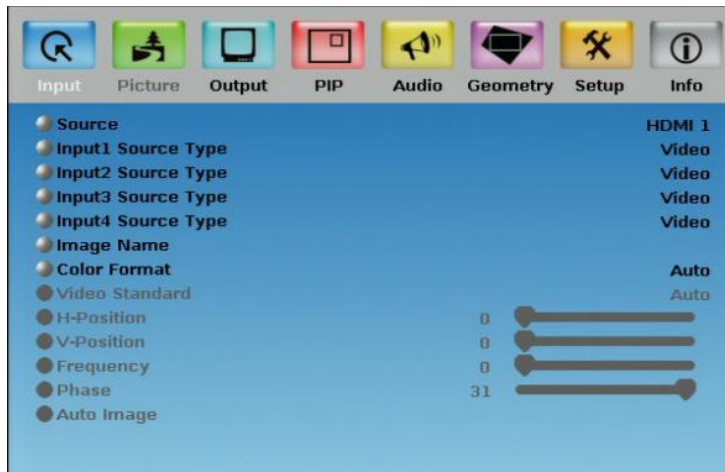 Input Picture Output PIP Audio Geometry Setup Info
Source HDMI 1
Input1 Source Type Video
Input2 Source Type Video
Input3 Source Type Video
Input4 Source Type Video
Image Name
Color Format Auto
Video Standard Auto
H-Position 0
V-Position 0
Frequency 0
Phase 31
Auto Image